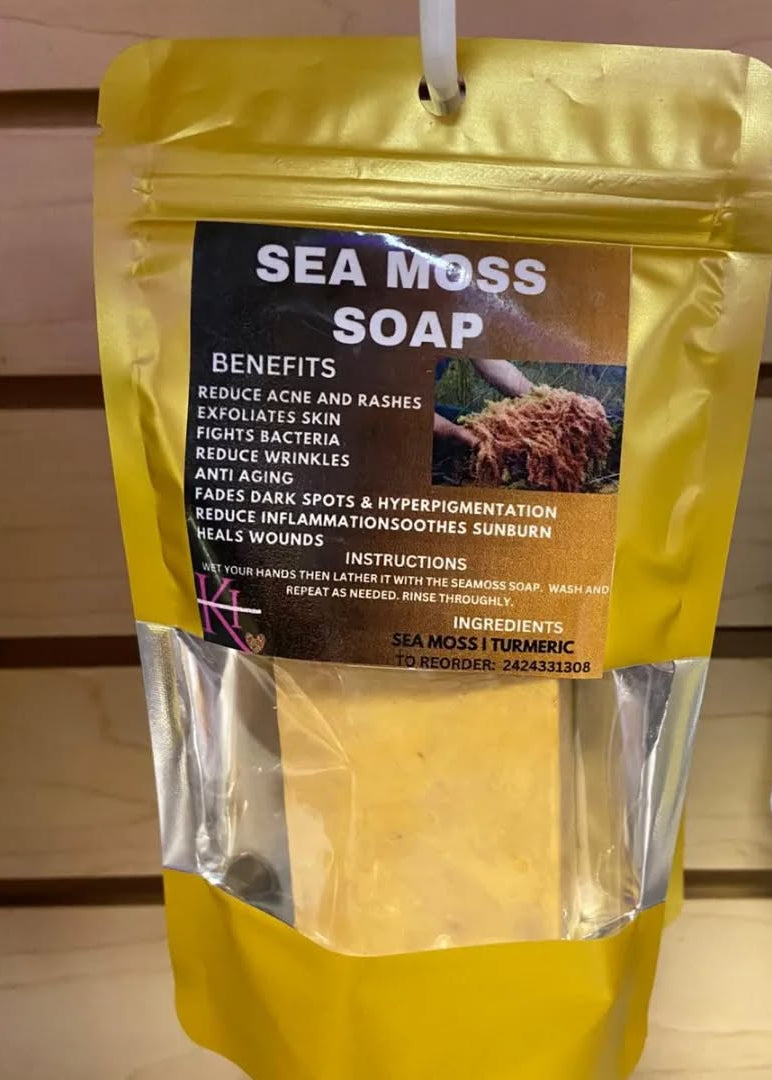 SEA MOSS
SOAP
BENEFITS
REDUCE ACNE AND RASHES
EXFOLIATES SKIN
FIGHTS BACTERIA
REDUCE WRINKLES
ANTI AGING
FADES DARK SPOTS & HYPERPIGMENTATION
REDUCE INFLAMMATIONSOOTHES SUNBURN
HEALS WOUNDS
INSTRUCTIONS
WET YOUR HANDS THEN LATHER IT WITH THE SEAMOSS SOAP. WASH AND
REPEAT AS NEEDED. RINSE THROUGHLY.
KI
INGREDIENTS
SEA MOSS | TURMERIC
TO REORDER: 2424331308